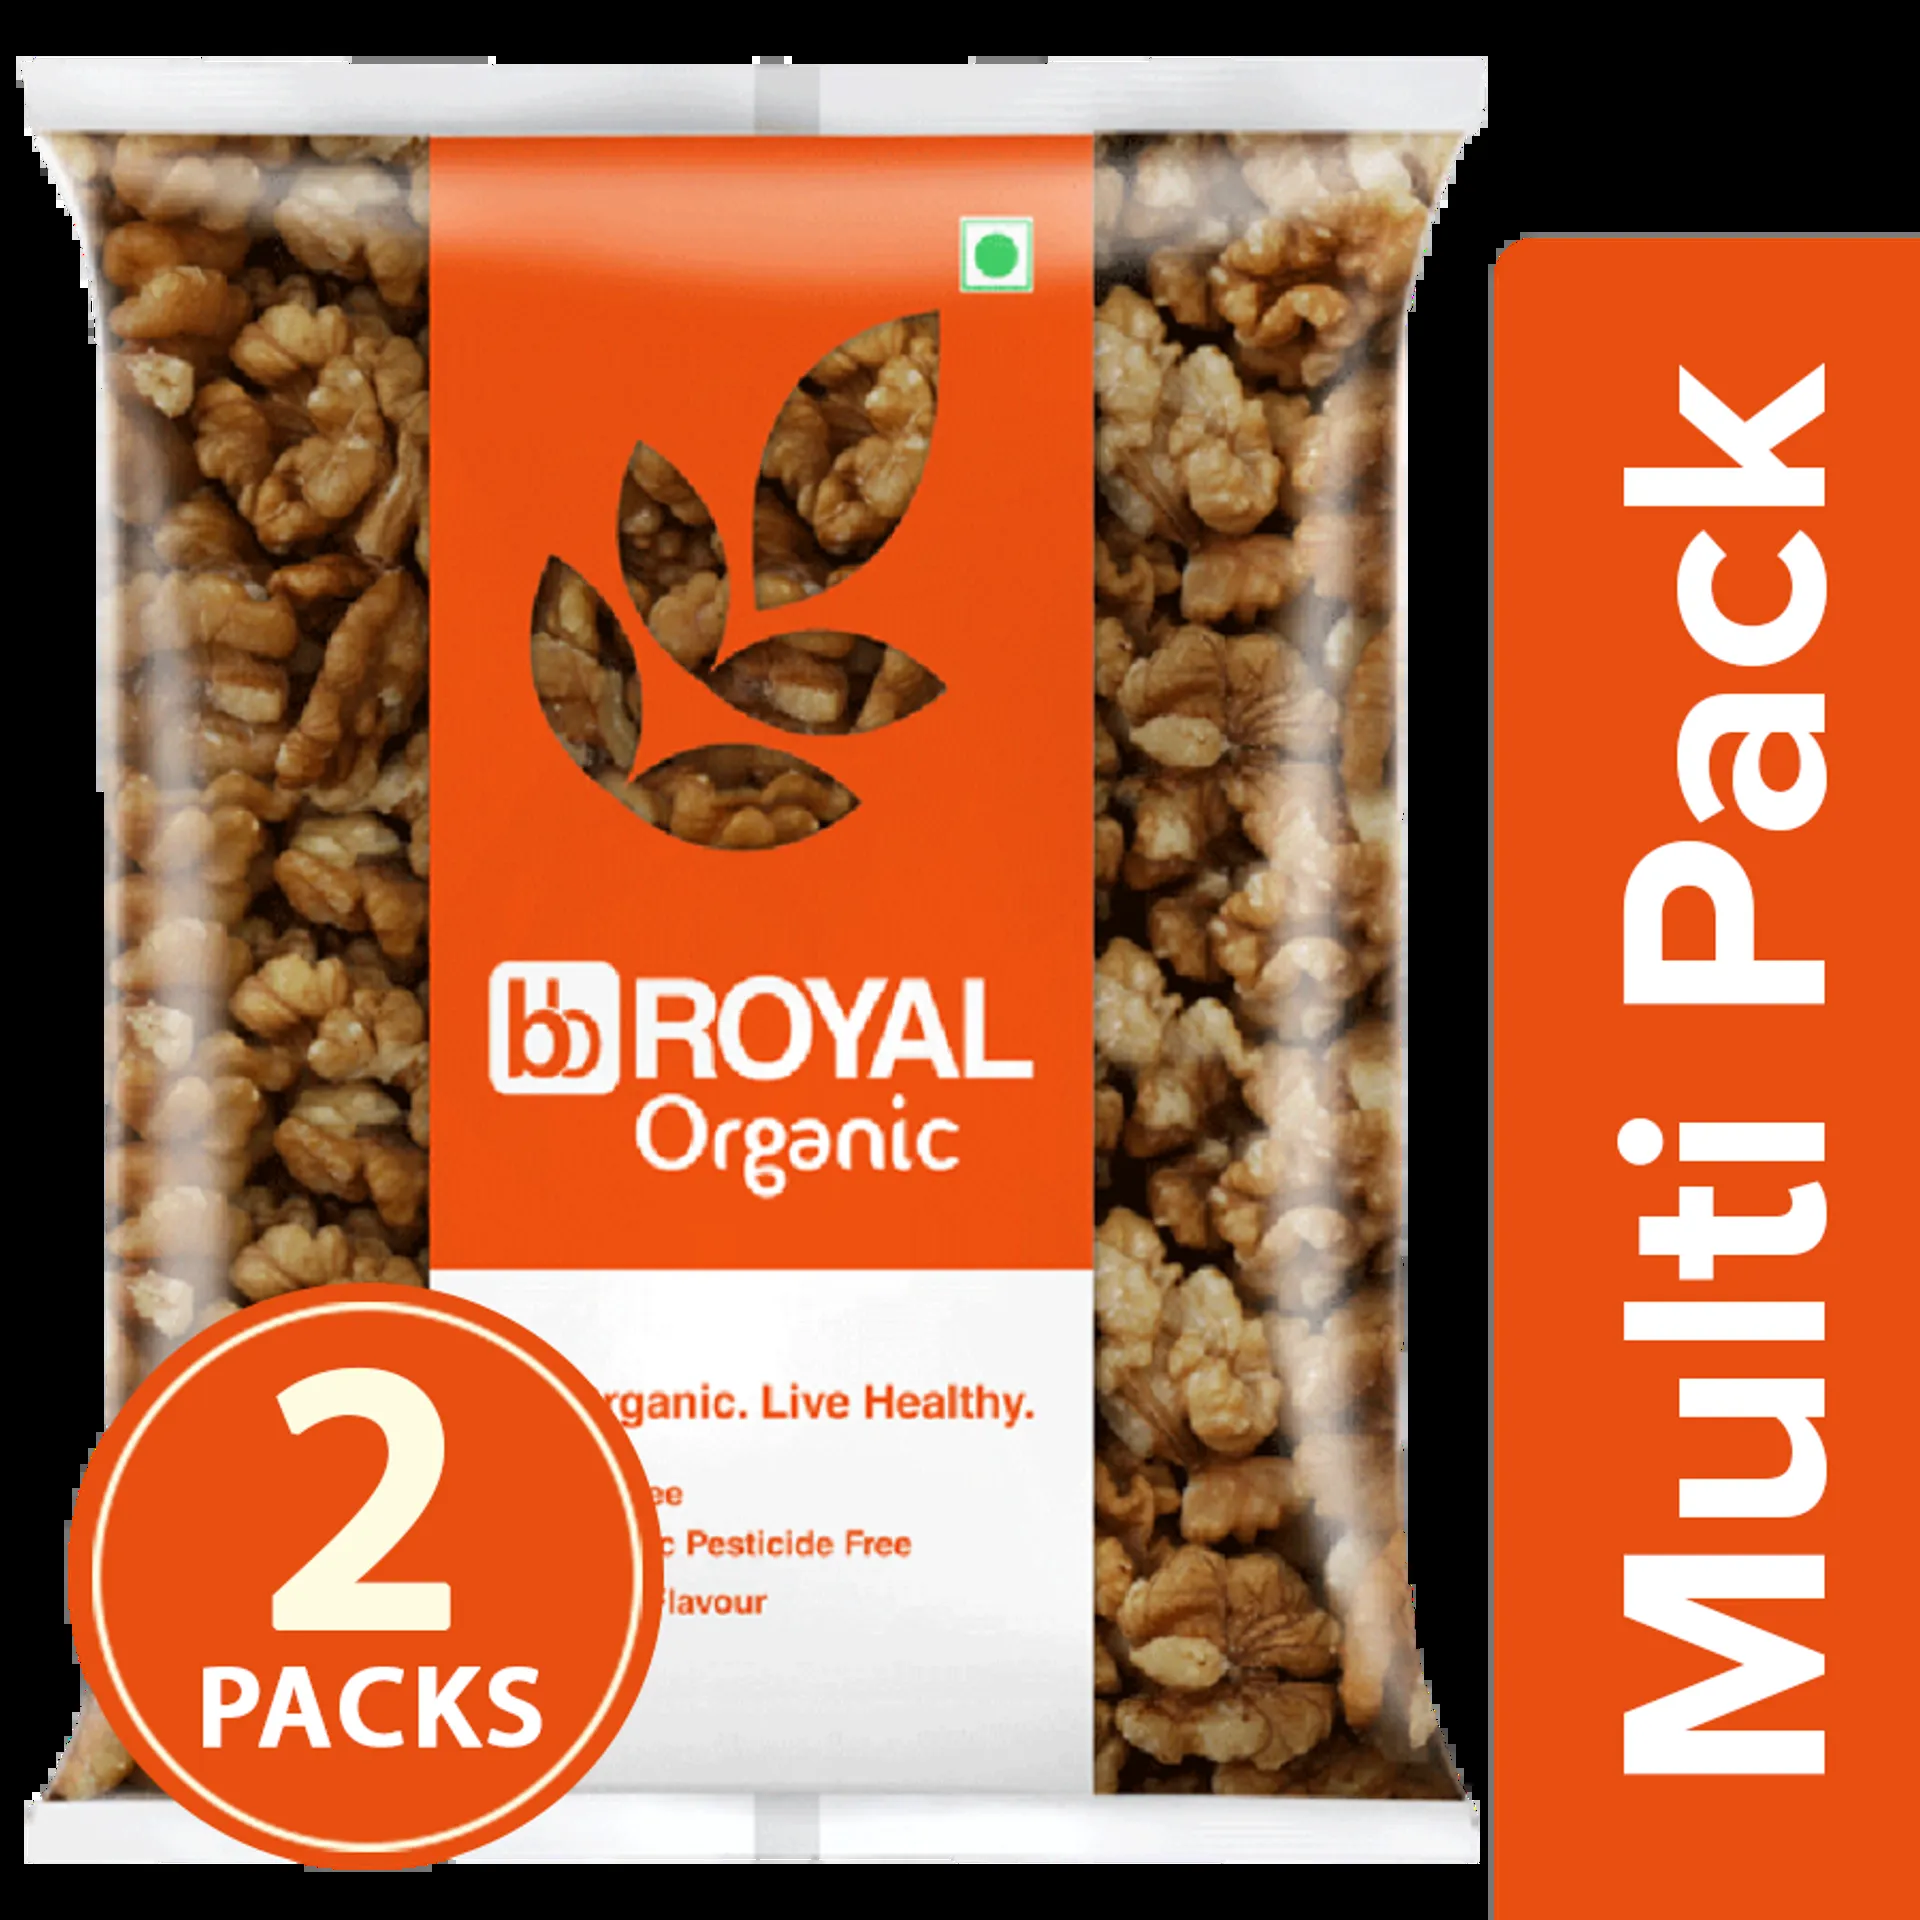 bb ROYAL
Organic
rganic. Live Healthy.
ee
c Pesticide Free
Flavour
2
PACKS
Multi Pack